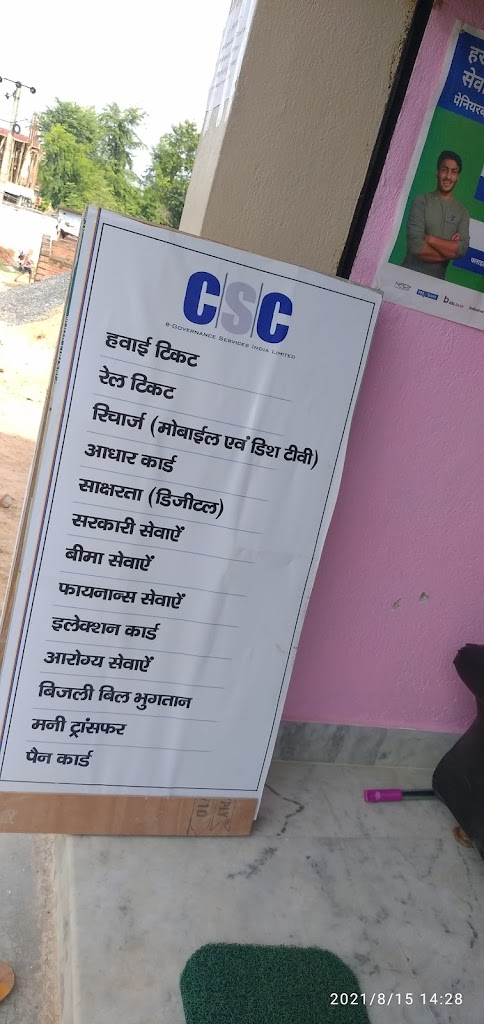 CSC
e-Governance Services India Limited
हवाई टिकट
रेल टिकट
रिचार्ज (मोबाईल एवं डिश टीवी)
आधार कार्ड
साक्षरता (डिजीटल)
सरकारी सेवाऐं
बीमा सेवाऐं
फायनान्स सेवाऐं
इलेक्शन कार्ड
आरोग्य सेवाऐं
बिजली बिल भुगतान
मनी ट्रांसफर
पैन कार्ड
2021/8/15 14:28